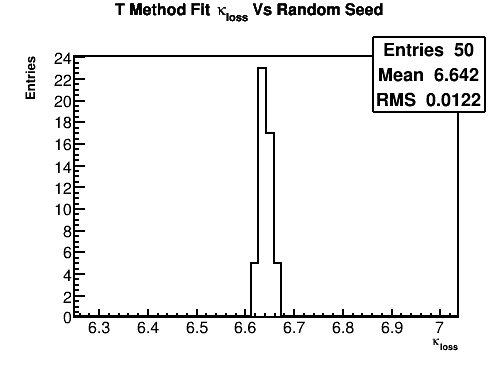 T Method Fit κloss Vs Random Seed
Entries 50
Mean 6.642
RMS 0.0122
Entries
24
22
20
18
16
14
12
10
8
6
4
2
0
6.3 6.4 6.5 6.6 6.7 6.8 6.9 7
κloss